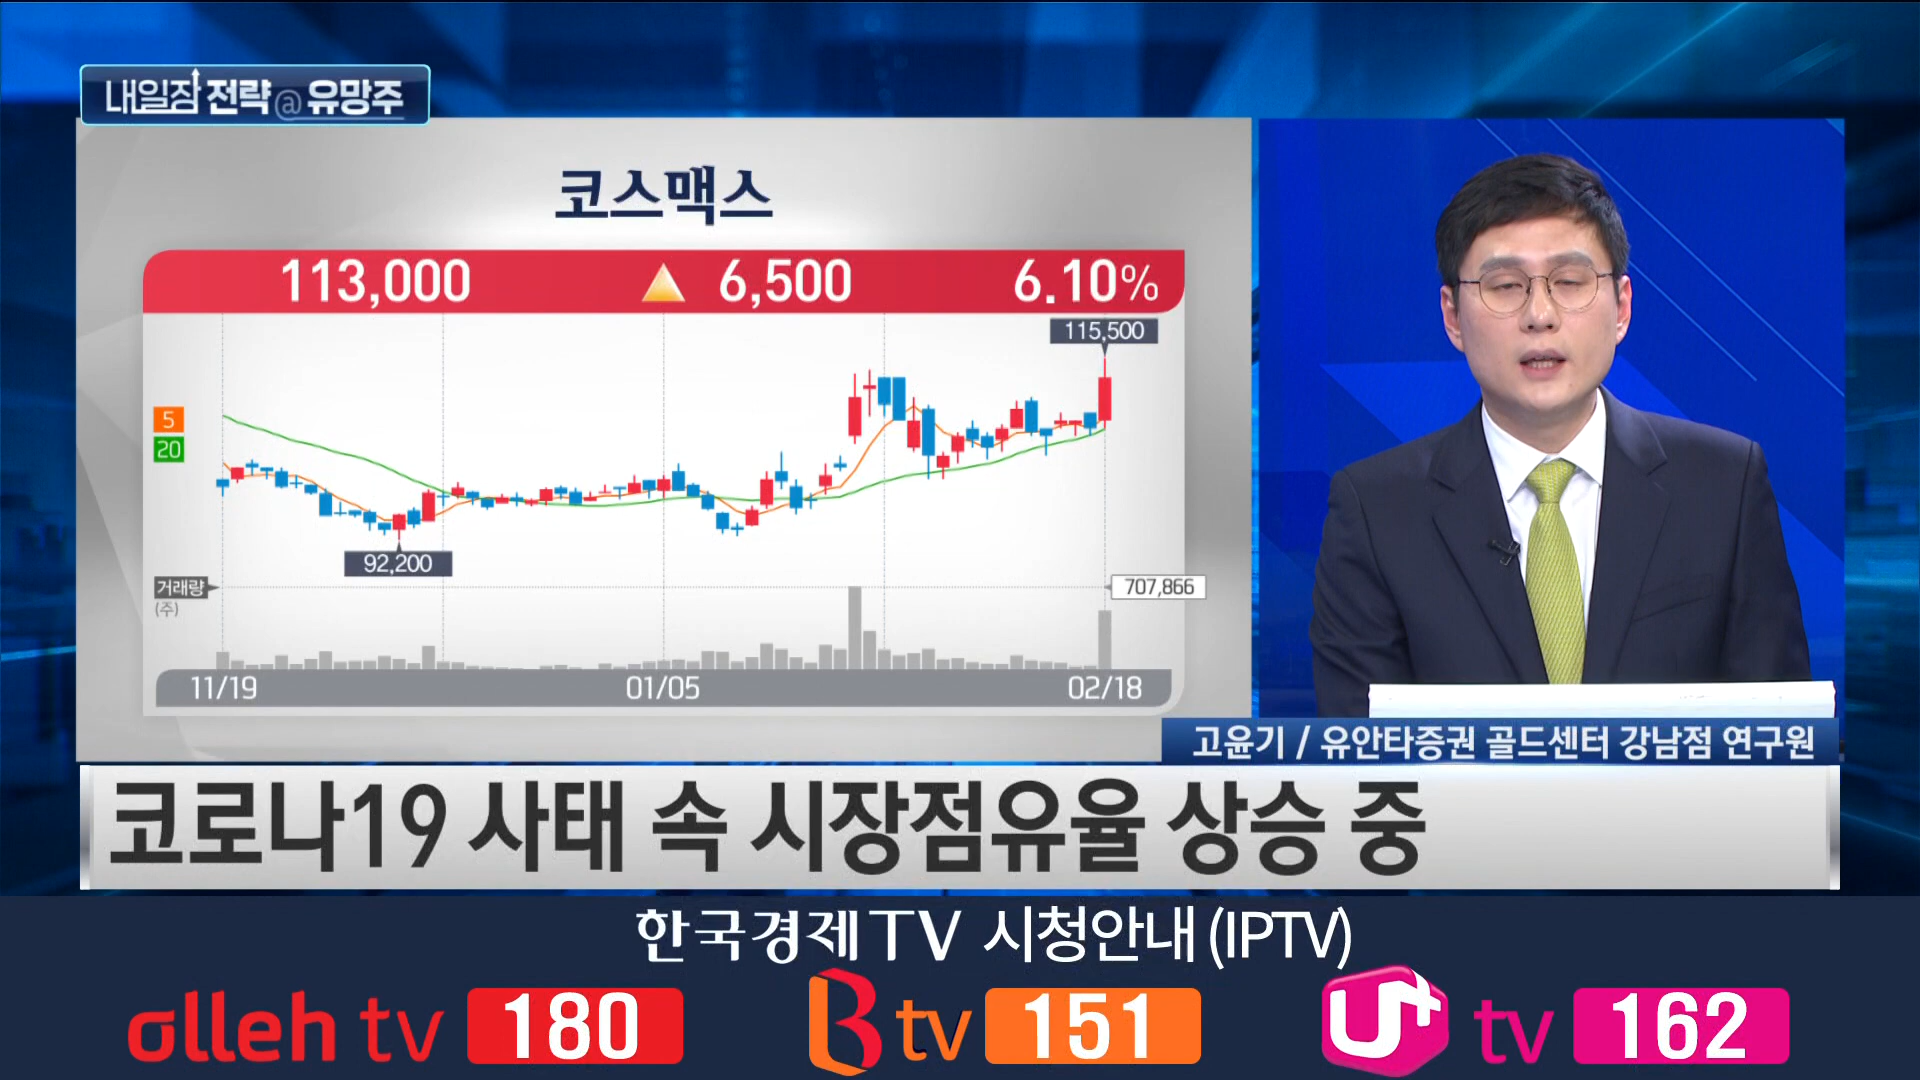 내일장 전략@유망주
코스맥스
113,000 ▲ 6,500 6.10%
115,500
5
20
92,200
거래량
(주)
707,866
11/19 01/05 02/18
고윤기 / 유안타증권 골드센터 강남점 연구원
코로나19 사태 속 시장점유율 상승 중
한국경제TV 시청안내(IPTV)
olleh tv 180 B tv 151 U+ tv 162